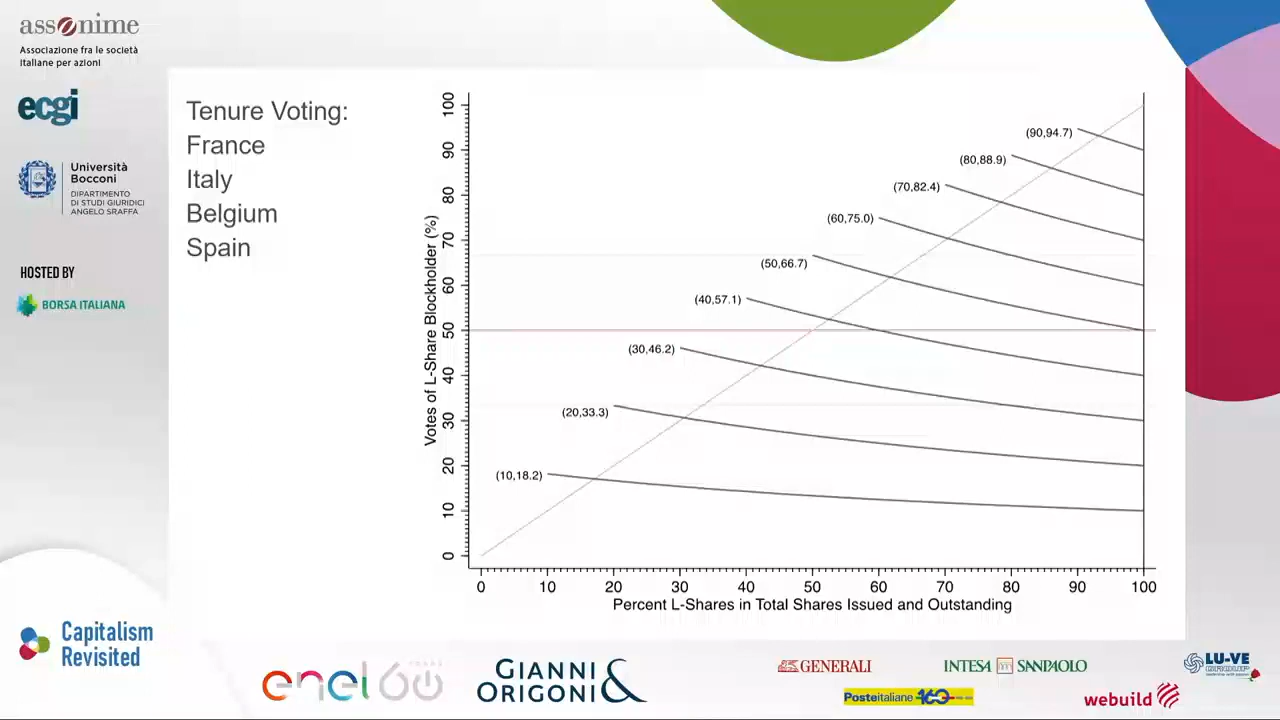 assonime
Associazione fra le società
italiane per azioni
ecgi
Università
Bocconi
DIPARTIMENTO
DI STUDI GIURIDICI
ANGELO SRAFFA
HOSTED BY
BORSA ITALIANA
Capitalism
Revisited
Tenure Voting:
France
Italy
Belgium
Spain
Votes of L-Share Blockholder (%)
100
90
80
70
60
50
40
30
20
10
0
(90,94.7)
(80,88.9)
(70,82.4)
(60,75.0)
(50,66.7)
(40,57.1)
(30,46.2)
(20,33.3)
(10,18.2)
0 10 20 30 40 50 60 70 80 90 100
Percent L-Shares in Total Shares Issued and Outstanding
enel 60
GIANNI &
ORIGONI
GENERALI
INTESA SANPAOLO
LU-VE
GROUP
Posteitaliane 160
webuild